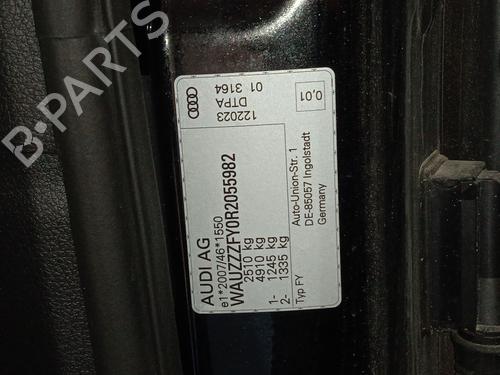 AUDI AG
e1*2007/46*1550
WAUZZZFY0R2055982
2510 kg
4910 kg
1- 1245 kg
2- 1335 kg
Typ FY
122023
DTPA
01 3164
0,01
Auto-Union-Str. 1
DE-85057 Ingolstadt
Germany
B-PARTS